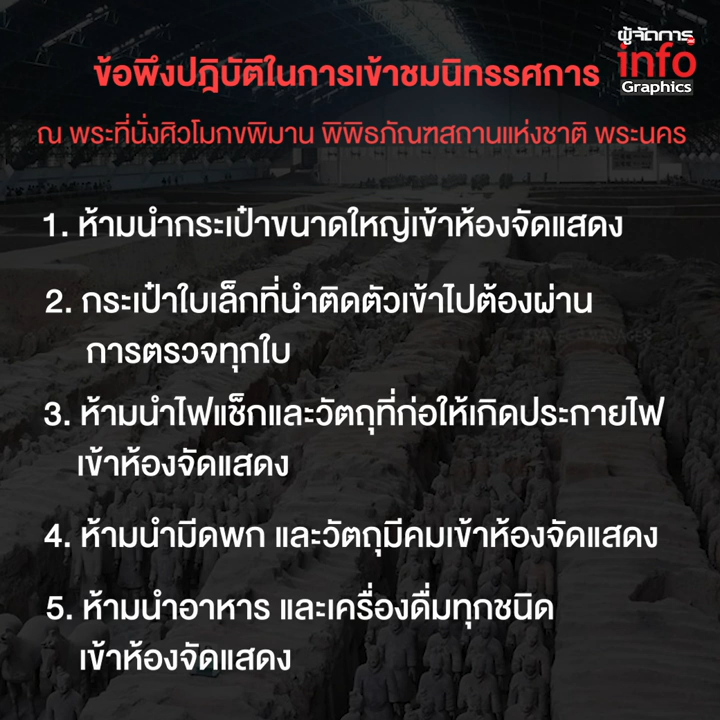 ผู้จัดการ
info
Graphics
ข้อพึงปฎิบัติในการเข้าชมนิทรรศการ
ณ พระที่นั่งศิวโมกขพิมาน พิพิธภัณฑสถานแห่งชาติ พระนคร
1. ห้ามนำกระเป๋าขนาดใหญ่เข้าห้องจัดแสดง
2. กระเป๋าใบเล็กที่นำติดตัวเข้าไปต้องผ่าน
การตรวจทุกใบ
3. ห้ามนำไฟแช็กและวัตถุที่ก่อให้เกิดประกายไฟ
เข้าห้องจัดแสดง
4. ห้ามนำมีดพก และวัตถุมีคมเข้าห้องจัดแสดง
5. ห้ามนำอาหาร และเครื่องดื่มทุกชนิด
เข้าห้องจัดแสดง